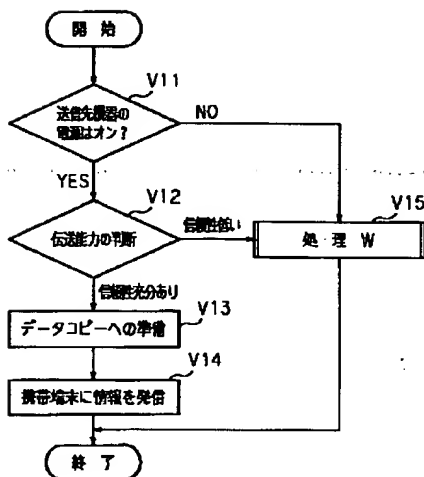 開 始
V11
送信先機器の
電源はオン?
NO
YES
V12
伝送能力の判断
信頼性低い
V15
処 理 W
信頼性充分あり
V13
データコピーへの準備
V14
携帯端末に情報を発信
終 了